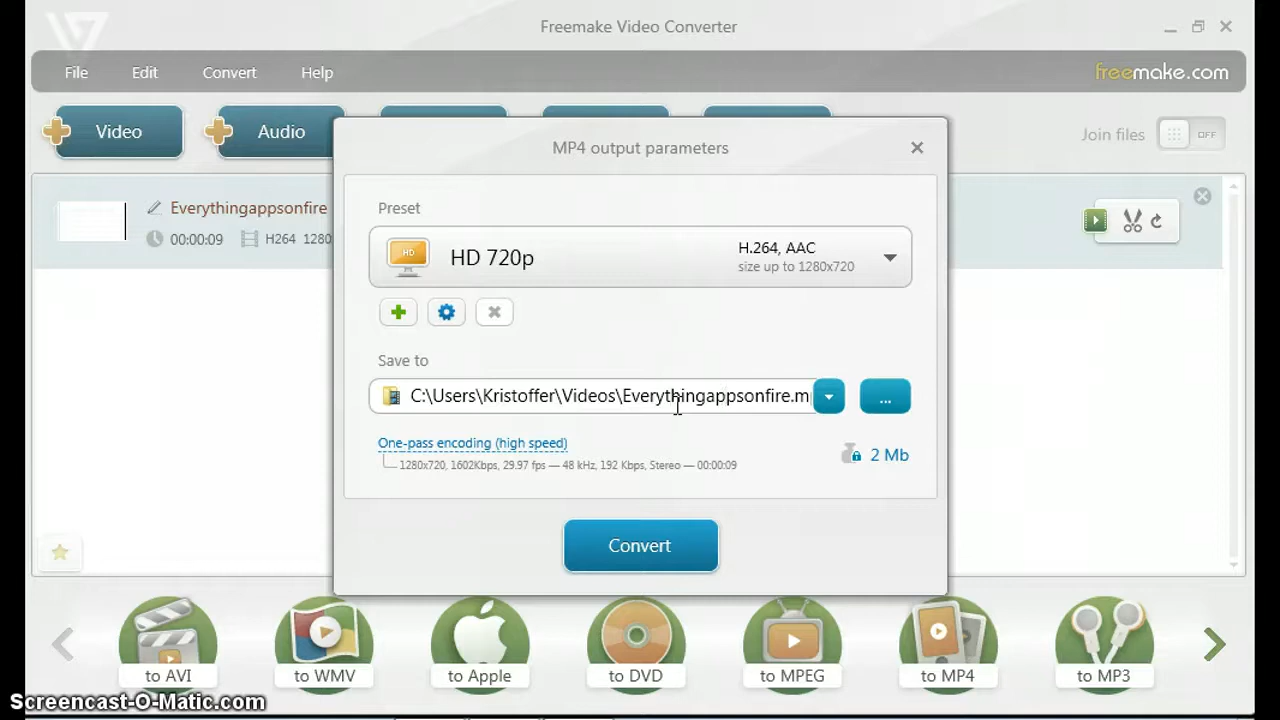 Freemake Video Converter
File Edit Convert Help
freemake.com
Video
Audio
Join files
OFF
MP4 output parameters
Everythingappsonfire
00:00:09
H264 1280
Preset
HD
HD 720p
H.264, AAC
size up to 1280x720
Save to
C:\Users\Kristoffer\Videos\Everythingappsonfire.m
...
One-pass encoding (high speed)
1280x720, 1602Kbps, 29.97 fps — 48 kHz, 192 Kbps, Stereo — 00:00:09
2 Mb
Convert
to AVI
to WMV
to Apple
to DVD
to MPEG
to MP4
to MP3
Screencast-O-Matic.com